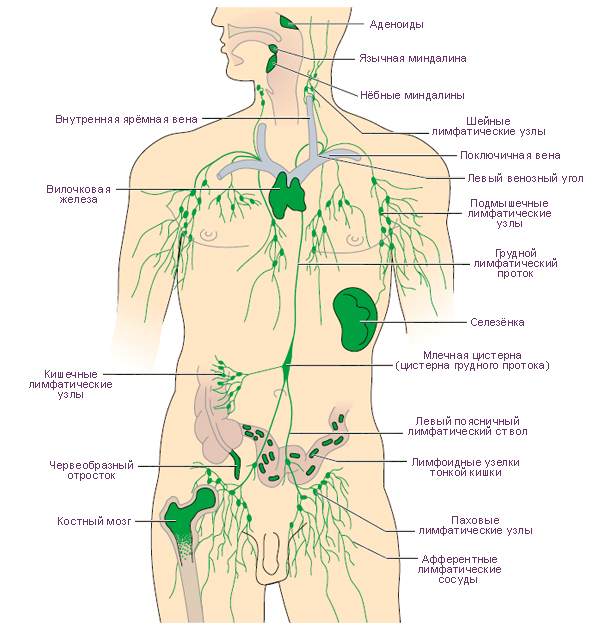 Аденоиды
Язычная миндалина
Нёбные миндалины
Внутренняя ярёмная вена
Шейные
лимфатические узлы
Поключичная вена
Левый венозный угол
Вилочковая
железа
Подмышечные
лимфатические
узлы
Грудной
лимфатический
проток
Селезёнка
Млечная цистерна
(цистерна грудного протока)
Кишечные
лимфатические
узлы
Левый поясничный
лимфатический ствол
Червеобразный
отросток
Лимфоидные узелки
тонкой кишки
Костный мозг
Паховые
лимфатические узлы
Афферентные
лимфатические
сосуды